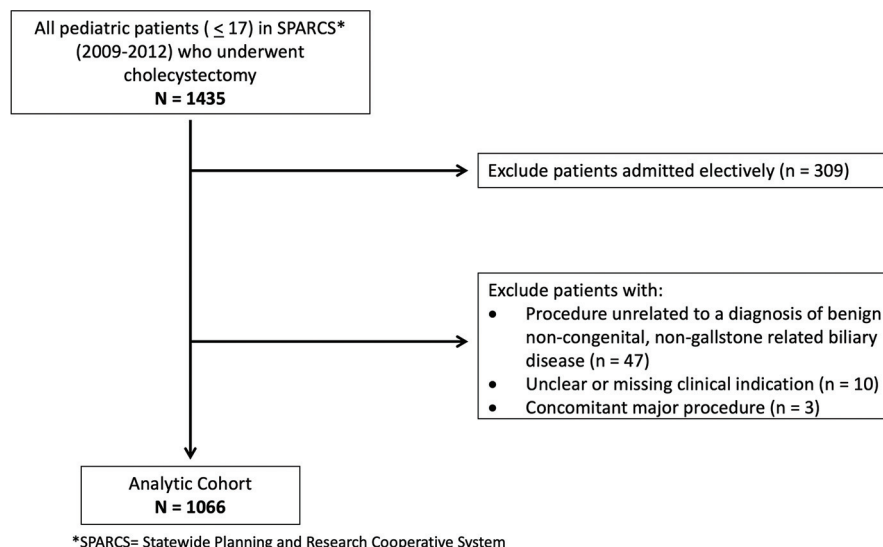 All pediatric patients ( ≤ 17) in SPARCS*
(2009-2012) who underwent
cholecystectomy
N = 1435
Exclude patients admitted electively (n = 309)
Exclude patients with:
• Procedure unrelated to a diagnosis of benign
non-congenital, non-gallstone related biliary
disease (n = 47)
• Unclear or missing clinical indication (n = 10)
• Concomitant major procedure (n = 3)
Analytic Cohort
N = 1066
*SPARCS= Statewide Planning and Research Cooperative System